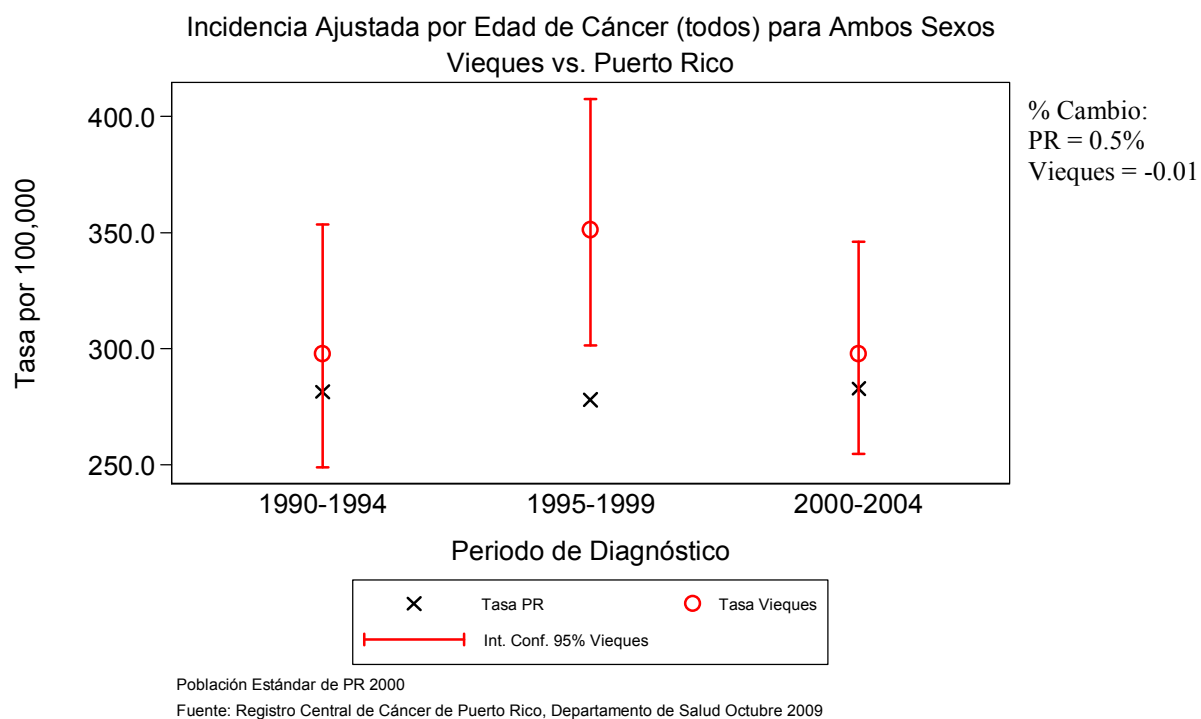 Incidencia Ajustada por Edad de Cáncer (todos) para Ambos Sexos
Vieques vs. Puerto Rico
% Cambio:
PR = 0.5%
Vieques = -0.01
Tasa por 100,000
400.0
350.0
300.0
250.0
1990-1994
1995-1999
2000-2004
Periodo de Diagnóstico
Tasa PR
Tasa Vieques
Int. Conf. 95% Vieques
Población Estándar de PR 2000
Fuente: Registro Central de Cáncer de Puerto Rico, Departamento de Salud Octubre 2009